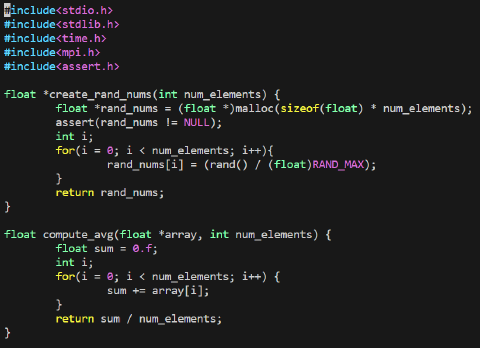 #include<stdio.h>
#include<stdlib.h>
#include<time.h>
#include<mpi.h>
#include<assert.h>

float *create_rand_nums(int num_elements) {
        float *rand_nums = (float *)malloc(sizeof(float) * num_elements);
        assert(rand_nums != NULL);
        int i;
        for(i = 0; i < num_elements; i++){
                rand_nums[i] = (rand() / (float)RAND_MAX);
        }
        return rand_nums;
}

float compute_avg(float *array, int num_elements) {
        float sum = 0.f;
        int i;
        for(i = 0; i < num_elements; i++) {
                sum += array[i];
        }
        return sum / num_elements;
}